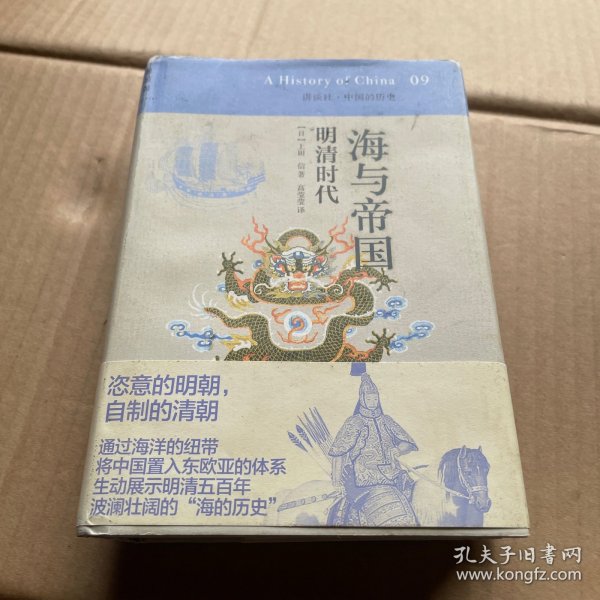 A History of China 09
讲谈社·中国的历史
海与帝国
明清时代
[日]上田 信 著 高莹莹 译
恣意的明朝,
自制的清朝
通过海洋的纽带
将中国置入东欧亚的体系
生动展示明清五百年
波澜壮阔的“海的历史”
孔夫子旧书网
www.kongfz.com